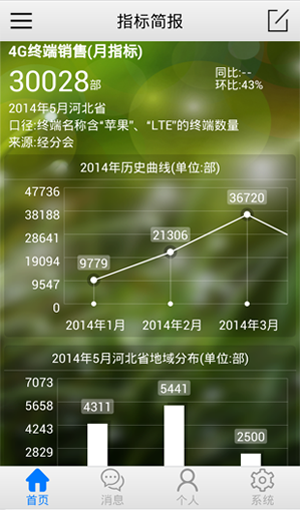 指标简报
4G终端销售(月指标)
30028部
同比:--
环比:43%
2014年5月河北省
口径:终端名称含“苹果”、“LTE”的终端数量
来源:经分会
2014年历史曲线(单位:部)
47736
38188
28641
19094
9547
0
9779
21306
36720
2014年1月
2014年2月
2014年3月
2014年5月河北省地域分布(单位:部)
7073
5658
4243
2829
4311
5441
2500
首页
消息
个人
系统